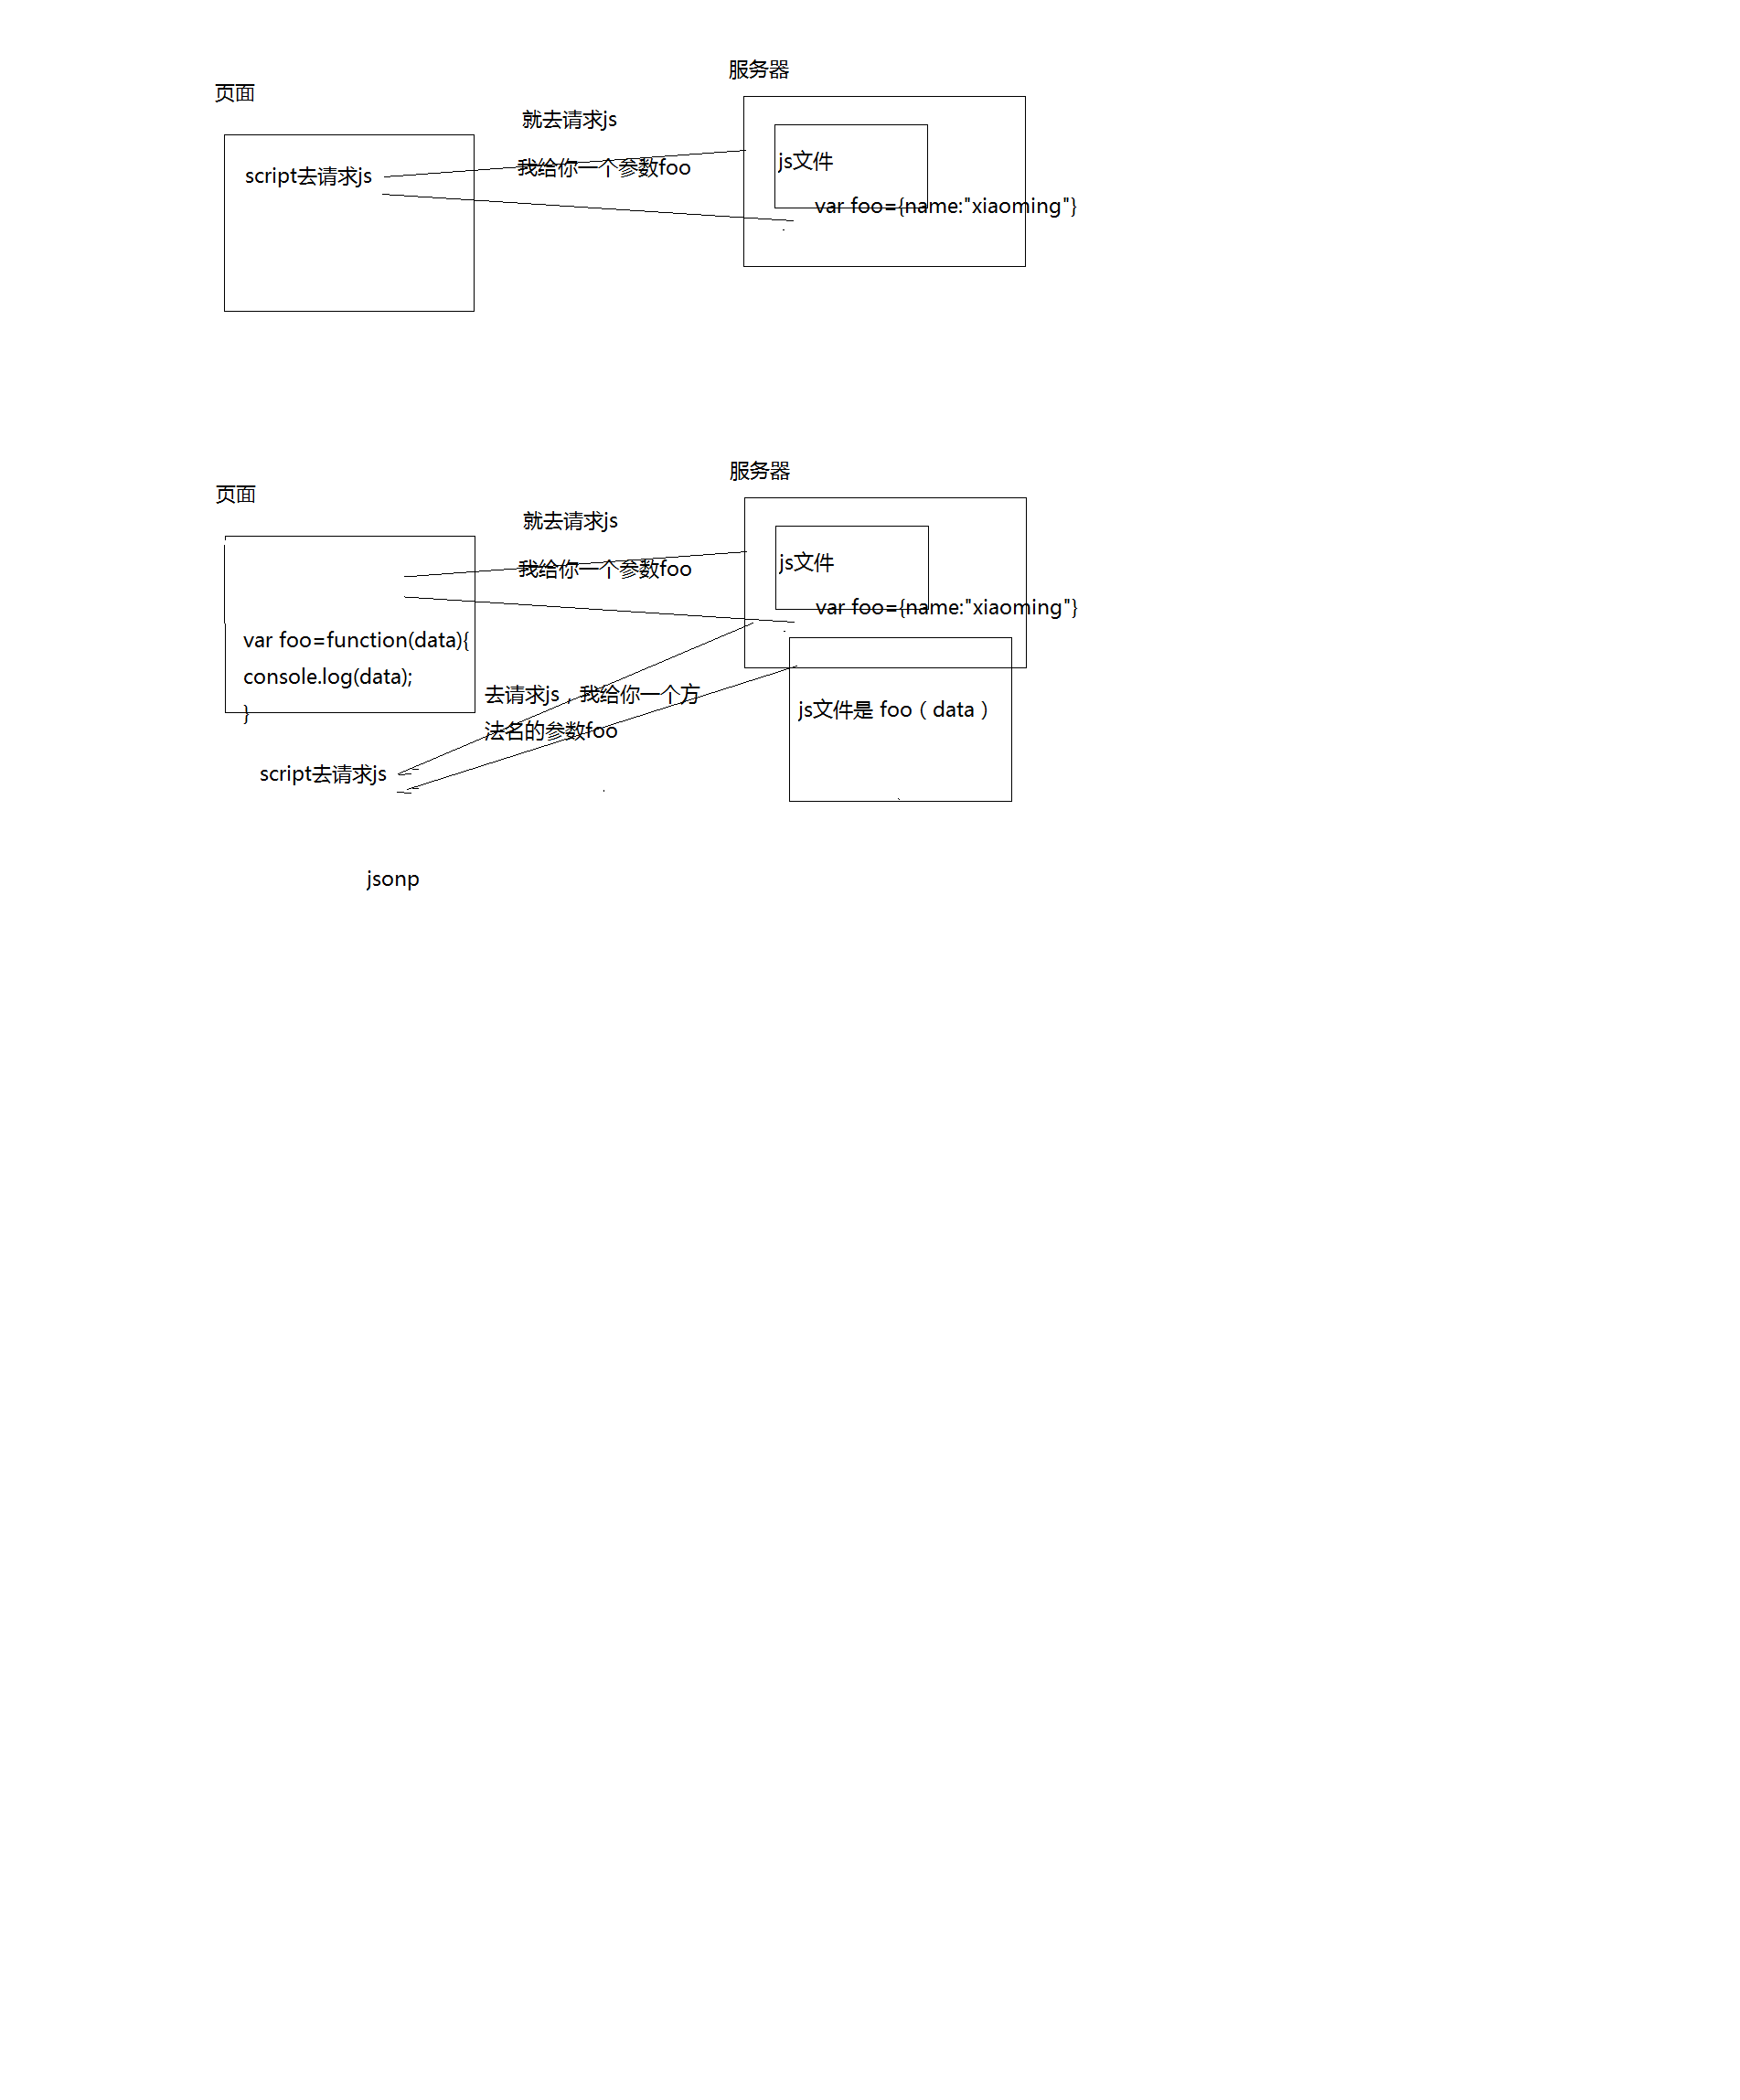 服务器
页面
就去请求js
我给你一个参数foo
script去请求js
js文件
var foo={name:"xiaoming"}
服务器
页面
就去请求js
我给你一个参数foo
js文件
var foo={name:"xiaoming"}
var foo=function(data){
console.log(data);
}
去请求js，我给你一个方
法名的参数foo
js文件是 foo（data）
script去请求js
jsonp